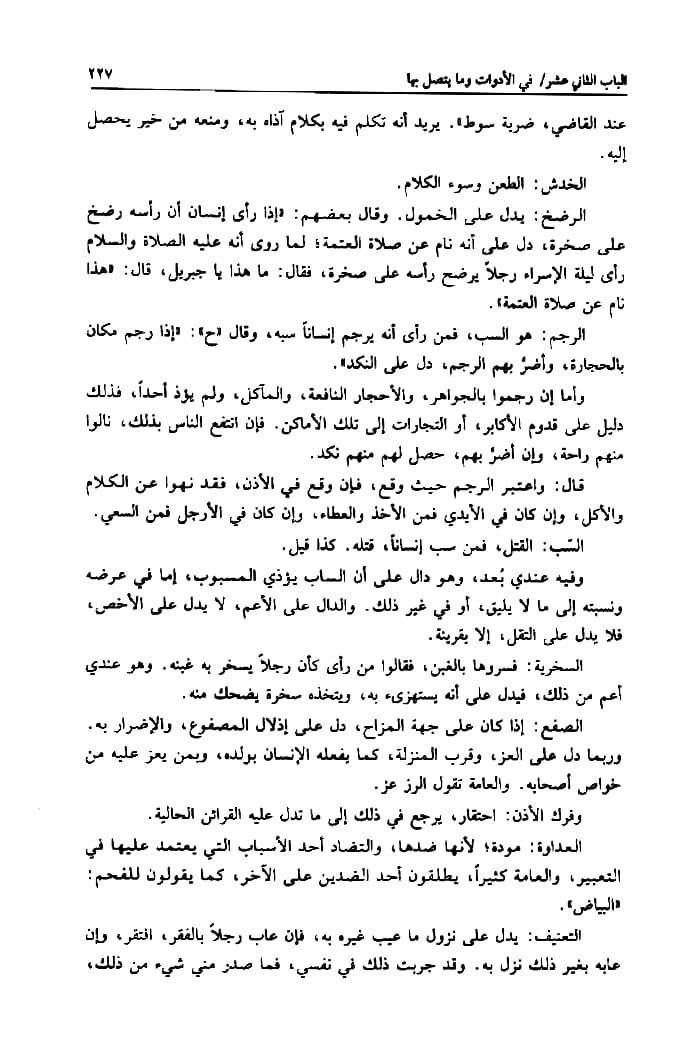 الباب الثاني عشر/ في الأدوات وما يتصل بها ٢٢٧
عند القاضي، ضربة سوط». يريد أنه تكلم فيه بكلام آذاه به، ومنعه من خير يحصل
إليه.
الخدش: الطعن وسوء الكلام.
الرضخ: يدل على الخمول. وقال بعضهم: «إذا رأى إنسان أن رأسه رضخ
على صخرة، دل على أنه نام عن صلاة العتمة؛ لما روى أنه عليه الصلاة والسلام
رأى ليلة الإسراء رجلاً يرضح رأسه على صخرة، فقال: ما هذا يا جبريل، قال: «هذا
نام عن صلاة العتمة».
الرجم: هو السب، فمن رأى أنه يرجم إنساناً سبه، وقال «ح»: «إذا رجم مكان
بالحجارة، وأضرُّ بهم الرجم، دل على النكد».
وأما إن رجموا بالجواهر، والأحجار النافعة، والمآكل، ولم يؤذ أحداً، فذلك
دليل على قدوم الأكابر، أو التجارات إلى تلك الأماكن. فإن انتفع الناس بذلك، نالوا
منهم راحة، وإن أضرُّ بهم، حصل لهم منهم نكد.
قال: واعتبر الرجم حيث وقع، فإن وقع في الأذن، فقد نهوا عن الكلام
والأكل، وإن كان في الأيدي فمن الأخذ والعطاء، وإن كان في الأرجل فمن السعي.
السّب: القتل، فمن سب إنساناً، قتله. كذا قيل.
وفيه عندي بُعد، وهو دال على أن الساب يؤذي المسبوب، إما في عرضه
ونسبته إلى ما لا يليق، أو في غير ذلك. والدال على الأعم، لا يدل على الأخص،
فلا يدل على التقل، إلا بقرينة.
السخرية: فسروها بالغبن، فقالوا من رأى كأن رجلاً يسخر به غبنه. وهو عندي
أعم من ذلك، فيدل على أنه يستهزىء به، ويتخذه سخرة يضحك منه.
الصفع: إذا كان على جهة المزاح، دل على إذلال المصفوع، والإضرار به.
وربما دل على العز، وقرب المنزلة، كما يفعله الإنسان بولده، وبمن يعز عليه من
خواص أصحابه. والعامة تقول الرز عز.
وفرك الأذن: احتقار، يرجع في ذلك إلى ما تدل عليه القرائن الحالية.
العداوة: مودة؛ لأنها ضدها، والتضاد أحد الأسباب التي يعتمد عليها في
التعبير، والعامة كثيراً، يطلقون أحد الضدين على الآخر، كما يقولون للفحم:
«البياض».
التعنيف: يدل على نزول ما عيب غيره به، فإن عاب رجلاً بالفقر، افتقر، وإن
عابه بغير ذلك نزل به. وقد جربت ذلك في نفسي، فما صدر مني شيء من ذلك،